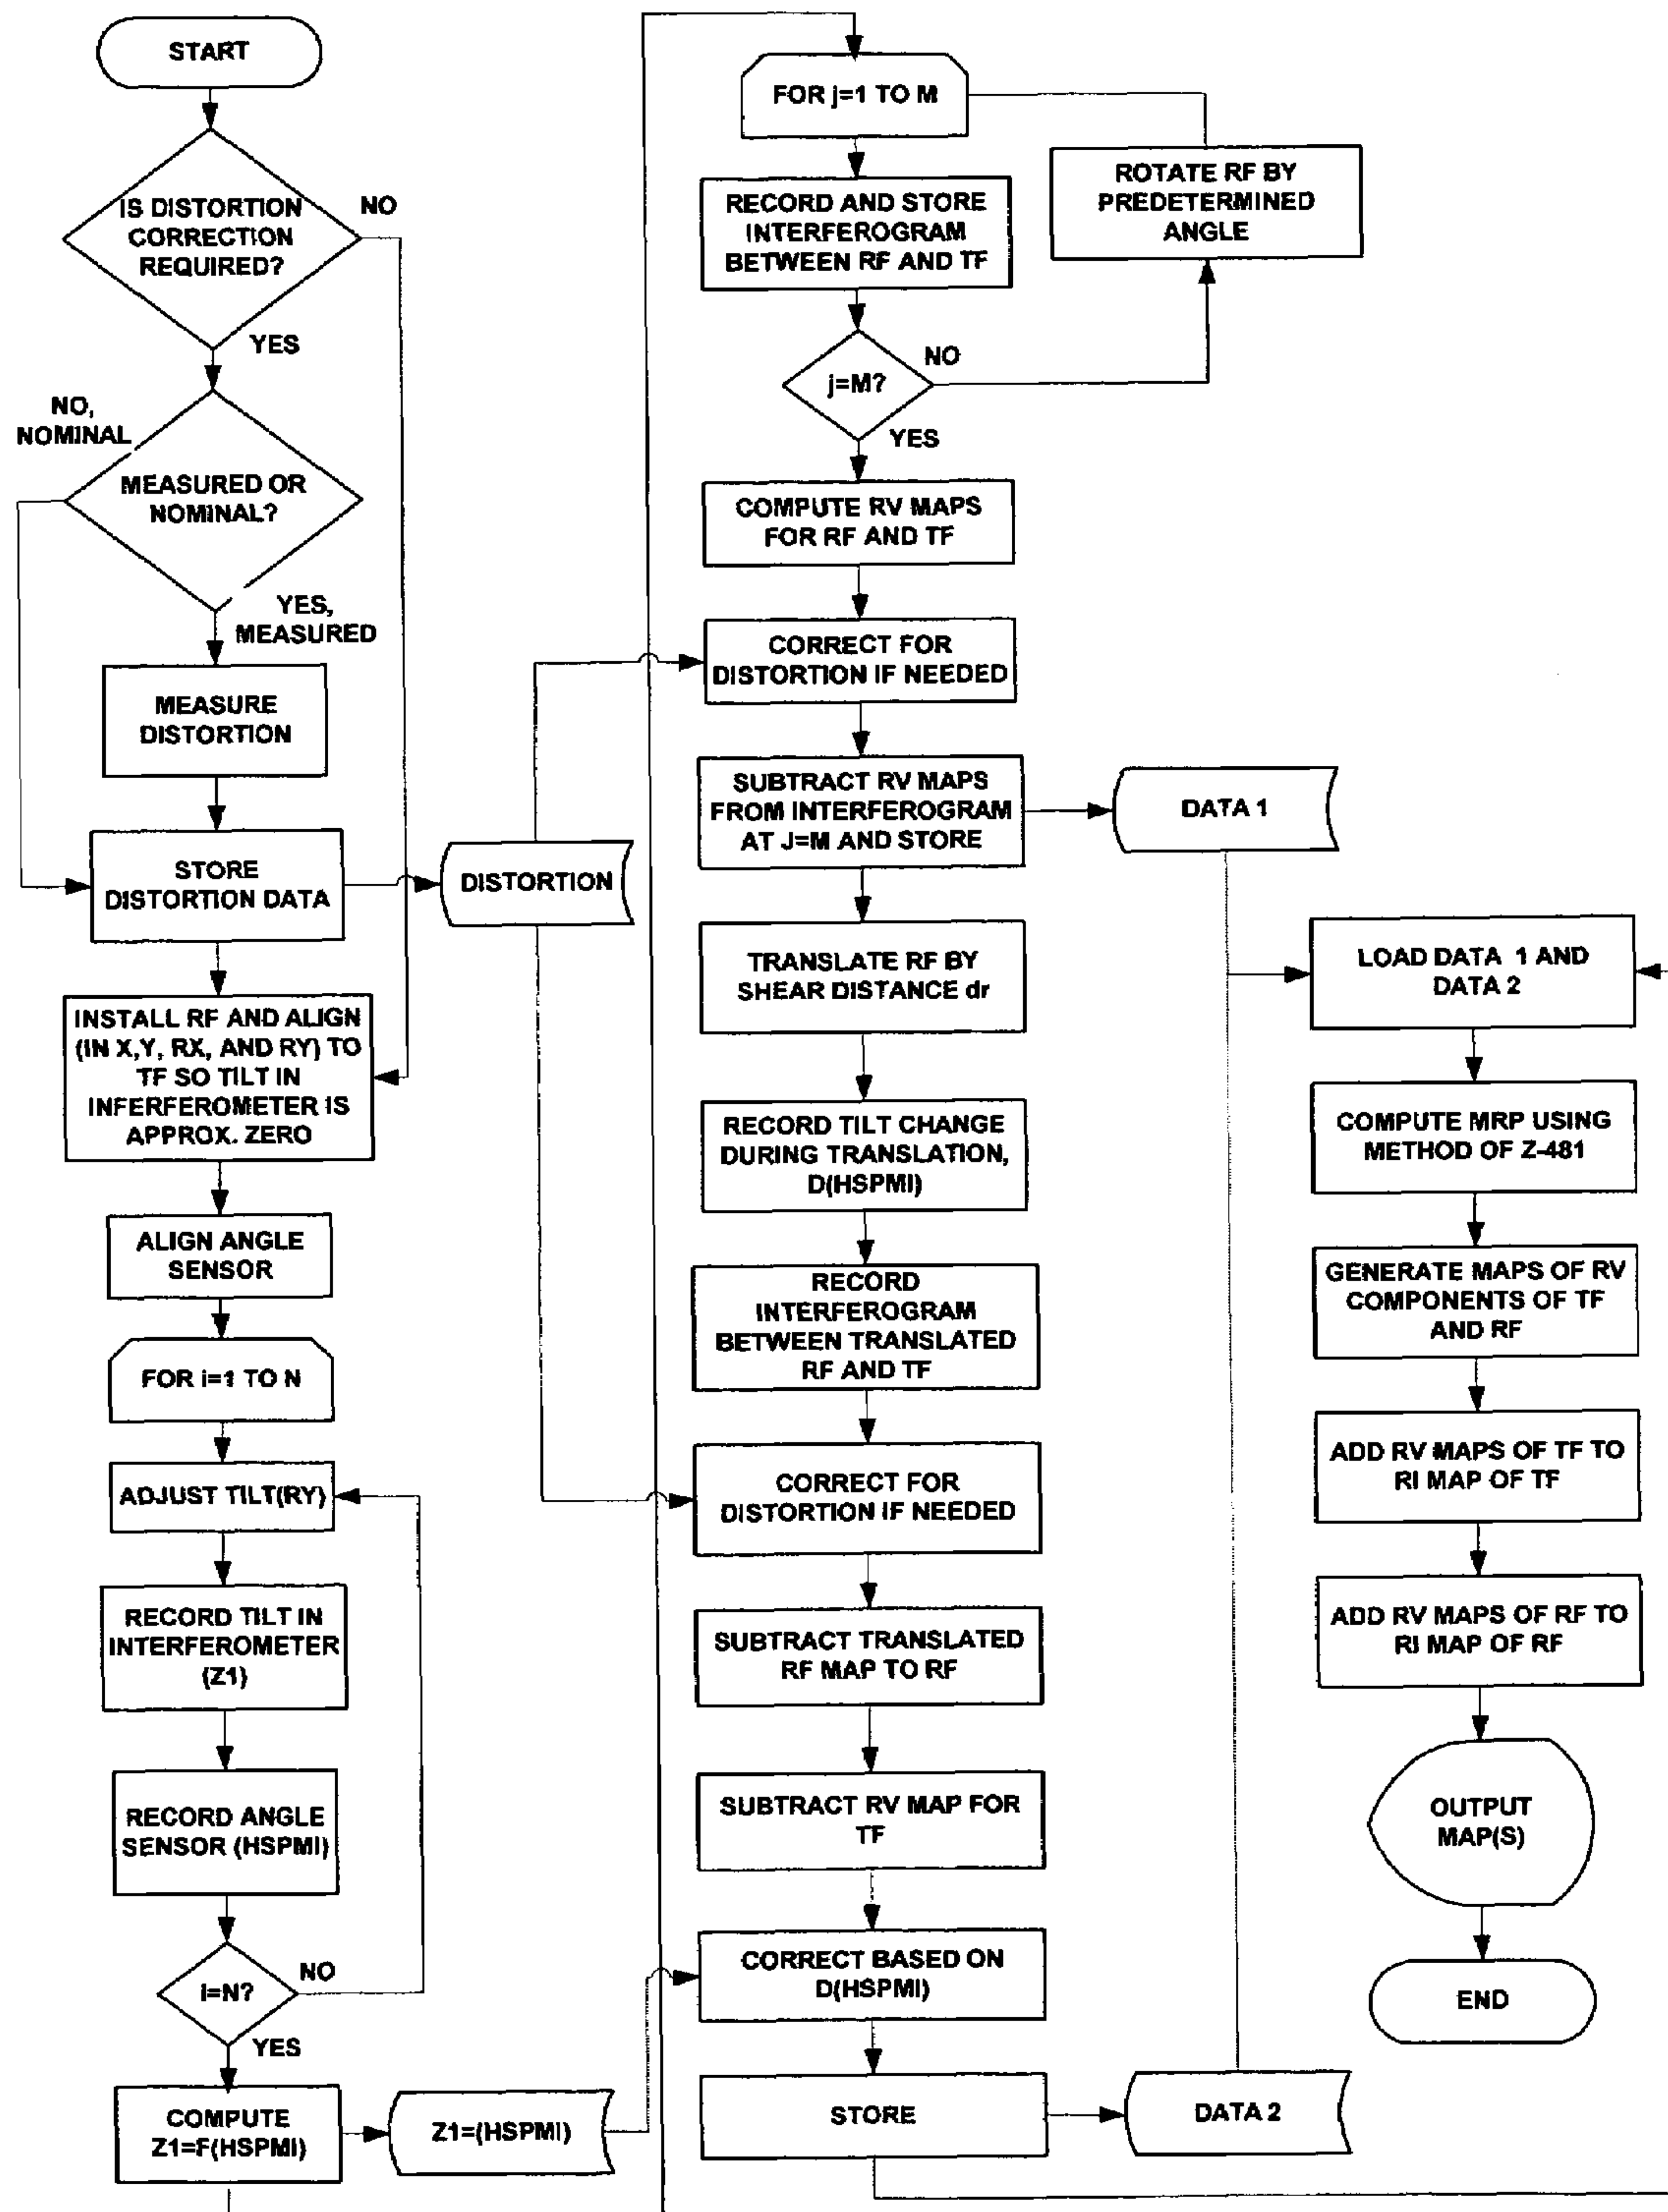 START
IS DISTORTION
CORRECTION
REQUIRED?
NO
YES
NO,
NOMINAL
MEASURED OR
NOMINAL?
YES,
MEASURED
MEASURE
DISTORTION
STORE
DISTORTION DATA
DISTORTION
INSTALL RF AND ALIGN
(IN X,Y, RX, AND RY) TO
TF SO TILT IN
INFERFEROMETER IS
APPROX. ZERO
ALIGN ANGLE
SENSOR
FOR i=1 TO N
ADJUST TILT(RY)
RECORD TILT IN
INTERFEROMETER
(Z1)
RECORD ANGLE
SENSOR (HSPMI)
i=N?
NO
YES
COMPUTE
Z1=F(HSPMI)
Z1=(HSPMI)
FOR j=1 TO M
ROTATE RF BY
PREDETERMINED
ANGLE
RECORD AND STORE
INTERFEROGRAM
BETWEEN RF AND TF
j=M?
NO
YES
COMPUTE RV MAPS
FOR RF AND TF
CORRECT FOR
DISTORTION IF NEEDED
SUBTRACT RV MAPS
FROM INTERFEROGRAM
AT J=M AND STORE
DATA 1
TRANSLATE RF BY
SHEAR DISTANCE dr
RECORD TILT CHANGE
DURING TRANSLATION,
D(HSPMI)
RECORD
INTERFEROGRAM
BETWEEN TRANSLATED
RF AND TF
CORRECT FOR
DISTORTION IF NEEDED
SUBTRACT TRANSLATED
RF MAP TO RF
SUBTRACT RV MAP FOR
TF
CORRECT BASED ON
D(HSPMI)
STORE
DATA 2
LOAD DATA 1 AND
DATA 2
COMPUTE MRP USING
METHOD OF Z-481
GENERATE MAPS OF RV
COMPONENTS OF TF
AND RF
ADD RV MAPS OF TF TO
RI MAP OF TF
ADD RV MAPS OF RF TO
RI MAP OF RF
OUTPUT
MAP(S)
END